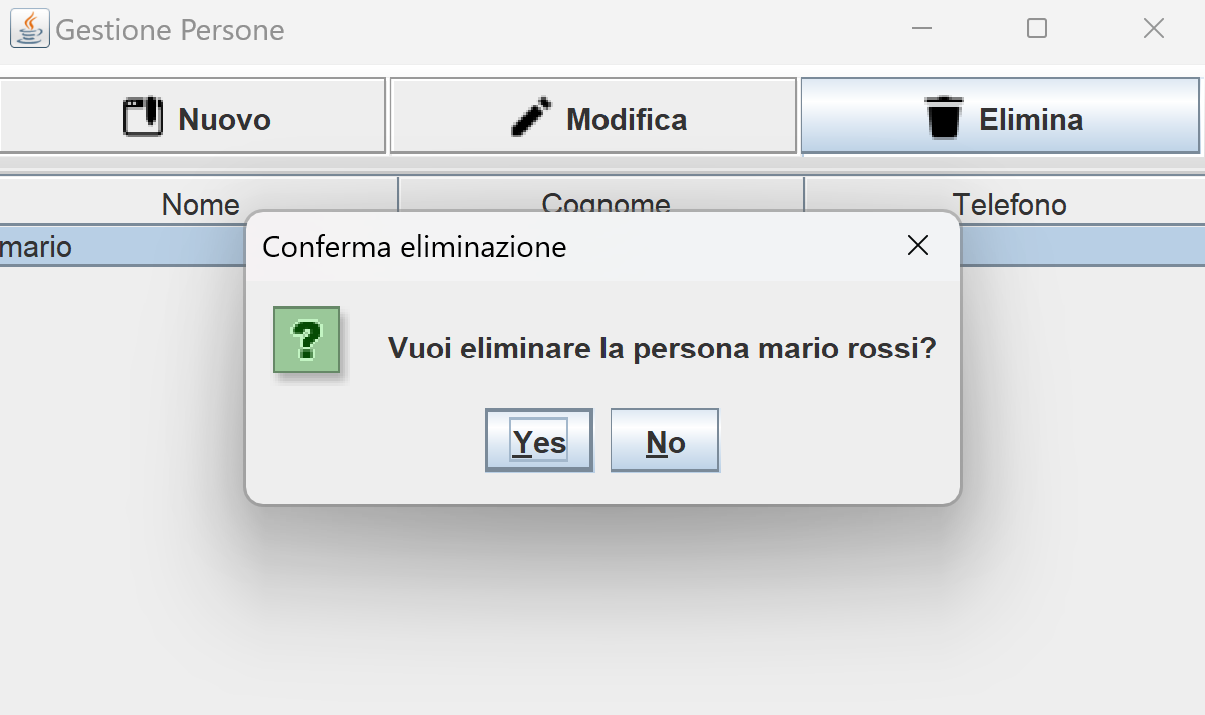 Gestione Persone
Nuovo Modifica Elimina
Nome Cognome Telefono
mario
Conferma eliminazione
?
Vuoi eliminare la persona mario rossi?
Yes No